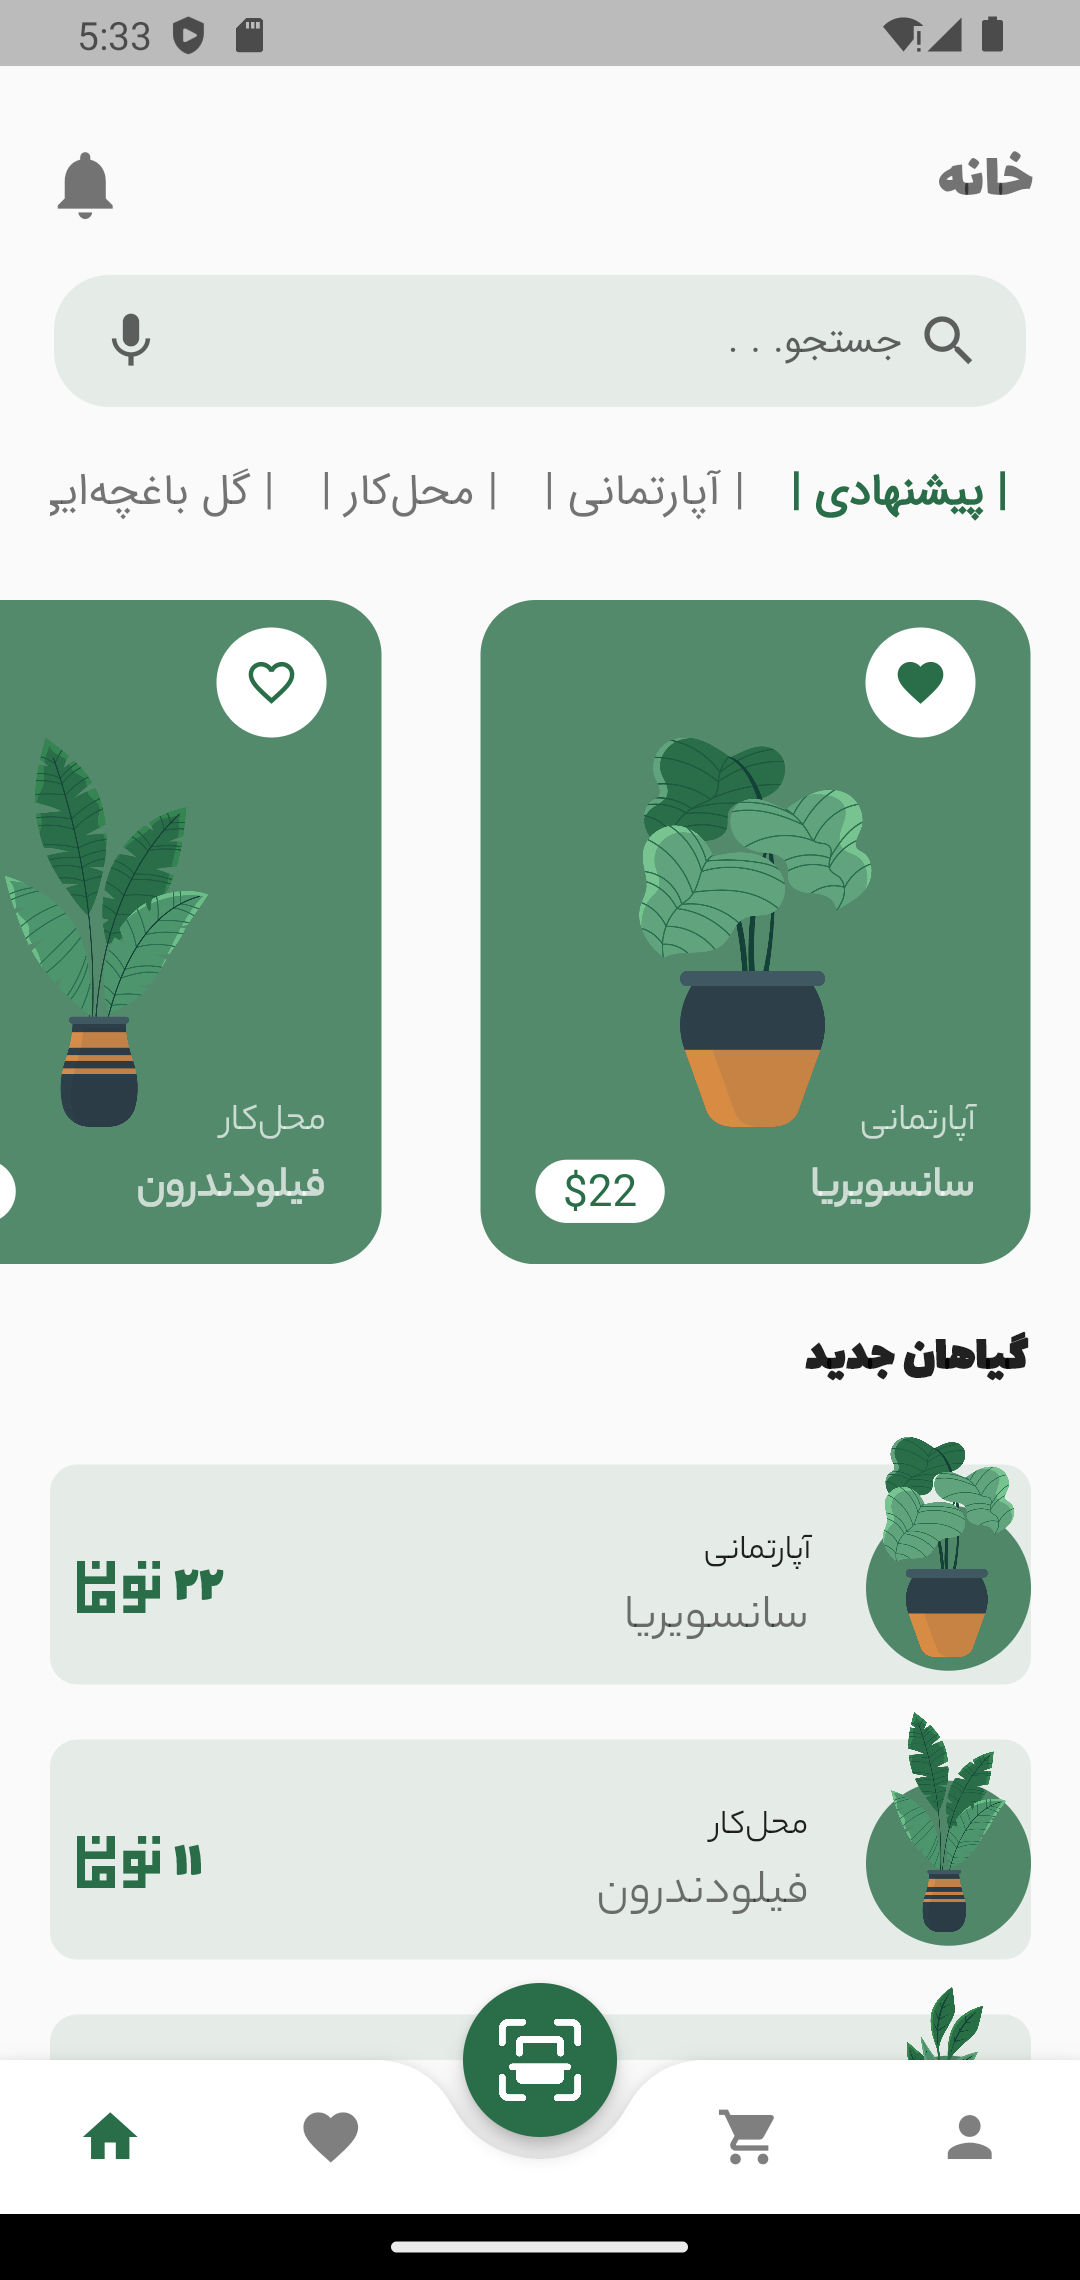 5:33
خانه
جستجو. . .
| پیشنهادی | | آپارتمانی | | محل‌کار | | گل باغچه‌ایی
آپارتمانی
سانسویریا
$22
محل‌کار
فیلودندرون
گیاهان جدید
آپارتمانی
سانسویریا
۲۲ تومان
محل‌کار
فیلودندرون
۱۱ تومان